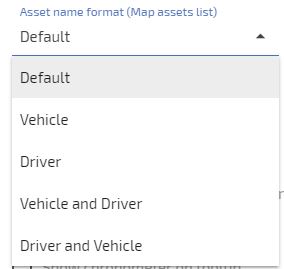 Asset name format (Map assets list)
Default
Default
Vehicle
Driver
Vehicle and Driver
Driver and Vehicle